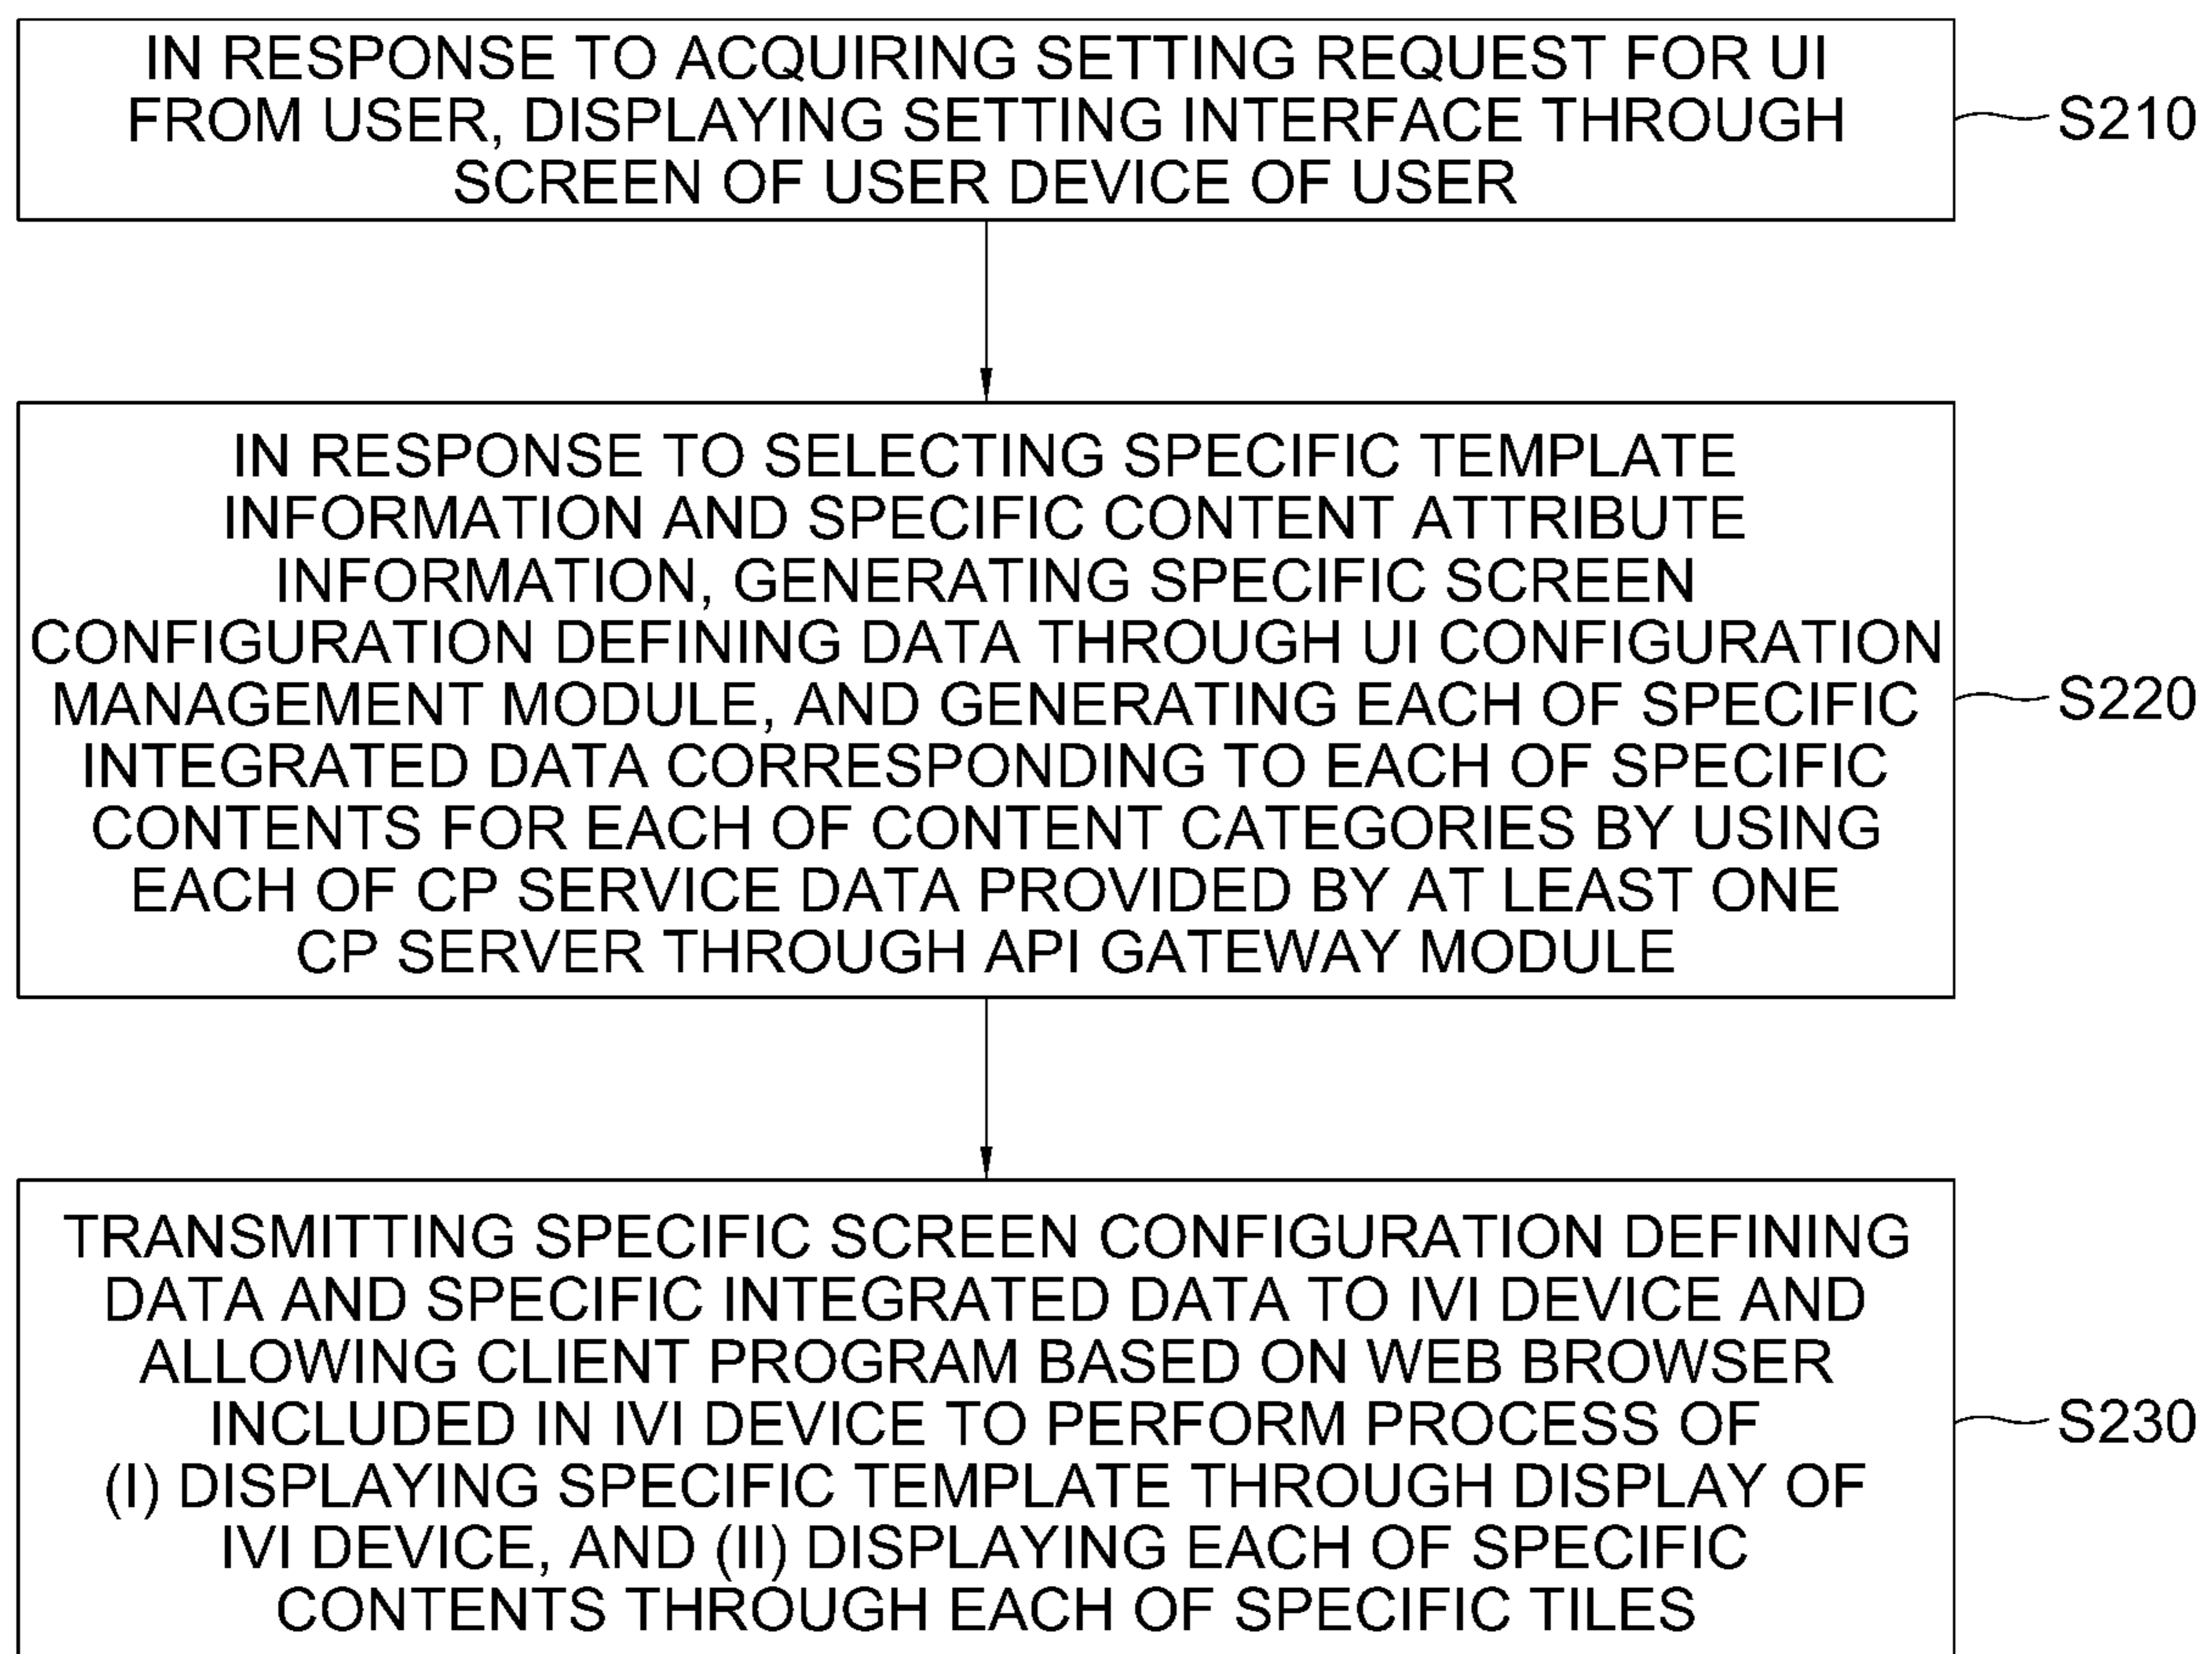 IN RESPONSE TO ACQUIRING SETTING REQUEST FOR UI
FROM USER, DISPLAYING SETTING INTERFACE THROUGH
SCREEN OF USER DEVICE OF USER
S210
IN RESPONSE TO SELECTING SPECIFIC TEMPLATE
INFORMATION AND SPECIFIC CONTENT ATTRIBUTE
INFORMATION, GENERATING SPECIFIC SCREEN
CONFIGURATION DEFINING DATA THROUGH UI CONFIGURATION
MANAGEMENT MODULE, AND GENERATING EACH OF SPECIFIC
INTEGRATED DATA CORRESPONDING TO EACH OF SPECIFIC
CONTENTS FOR EACH OF CONTENT CATEGORIES BY USING
EACH OF CP SERVICE DATA PROVIDED BY AT LEAST ONE
CP SERVER THROUGH API GATEWAY MODULE
S220
TRANSMITTING SPECIFIC SCREEN CONFIGURATION DEFINING
DATA AND SPECIFIC INTEGRATED DATA TO IVI DEVICE AND
ALLOWING CLIENT PROGRAM BASED ON WEB BROWSER
INCLUDED IN IVI DEVICE TO PERFORM PROCESS OF
(I) DISPLAYING SPECIFIC TEMPLATE THROUGH DISPLAY OF
IVI DEVICE, AND (II) DISPLAYING EACH OF SPECIFIC
CONTENTS THROUGH EACH OF SPECIFIC TILES
S230